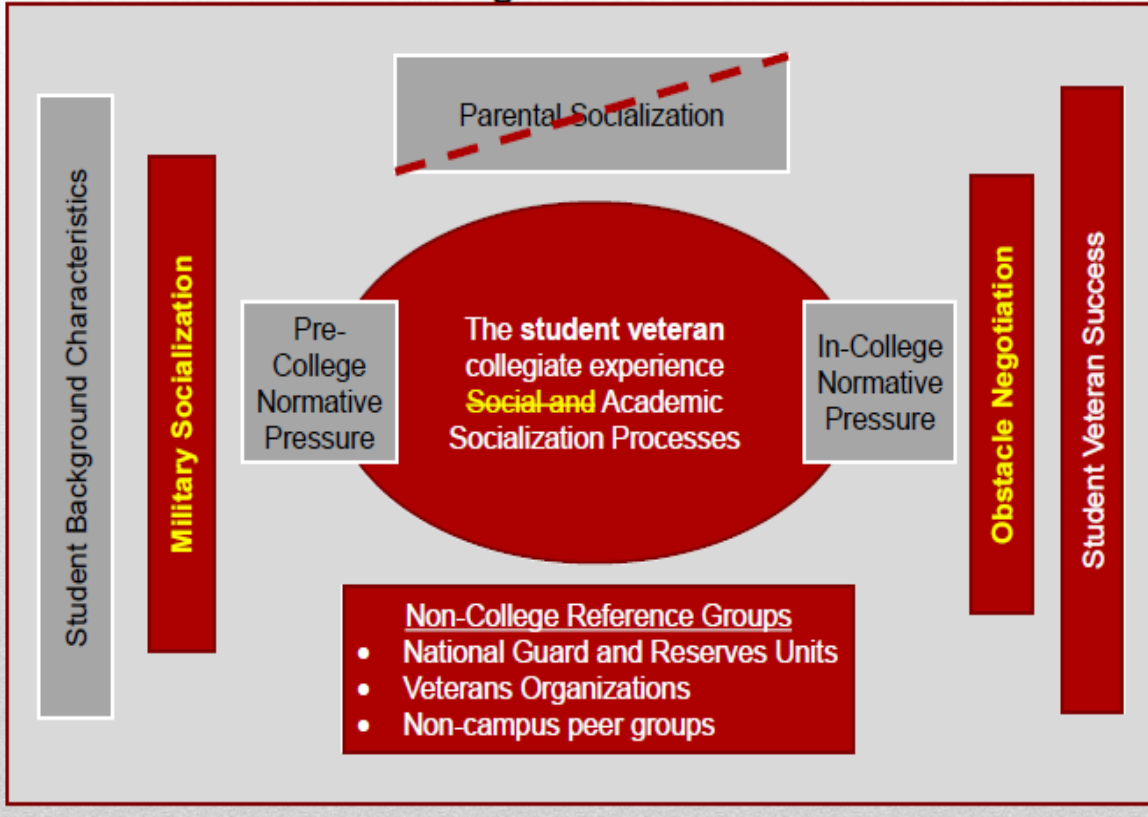 Parental Socialization
Student Background Characteristics
Military Socialization
Pre-
College
Normative
Pressure
The student veteran
collegiate experience
Social and Academic
Socialization Processes
In-College
Normative
Pressure
Obstacle Negotiation
Student Veteran Success
Non-College Reference Groups
• National Guard and Reserves Units
• Veterans Organizations
• Non-campus peer groups